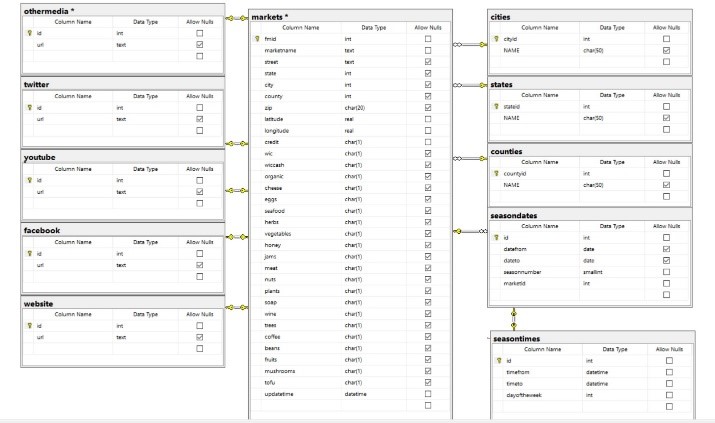 othermedia *
Column Name Data Type Allow Nulls
id int
url text
twitter
Column Name Data Type Allow Nulls
id int
url text
youtube
Column Name Data Type Allow Nulls
id int
url text
facebook
Column Name Data Type Allow Nulls
id int
url text
website
Column Name Data Type Allow Nulls
id int
url text
markets *
Column Name Data Type Allow Nulls
fmid int
marketname text
street text
state int
city int
county int
zip char(20)
latitude real
longitude real
credit char(1)
wic char(1)
wiccash char(1)
organic char(1)
cheese char(1)
eggs char(1)
seafood char(1)
herbs char(1)
vegetables char(1)
honey char(1)
jams char(1)
meat char(1)
nuts char(1)
plants char(1)
soap char(1)
wine char(1)
trees char(1)
coffee char(1)
beans char(1)
fruits char(1)
mushrooms char(1)
tofu char(1)
updatetime datetime
cities
Column Name Data Type Allow Nulls
cityid int
NAME char(50)
states
Column Name Data Type Allow Nulls
stateid int
NAME char(50)
counties
Column Name Data Type Allow Nulls
countyid int
NAME char(50)
seasondates
Column Name Data Type Allow Nulls
id int
datefrom date
dateto date
seasonnumber smallint
marketid int
seasontimes
Column Name Data Type Allow Nulls
id int
timefrom datetime
timeto datetime
dayoftheweek int